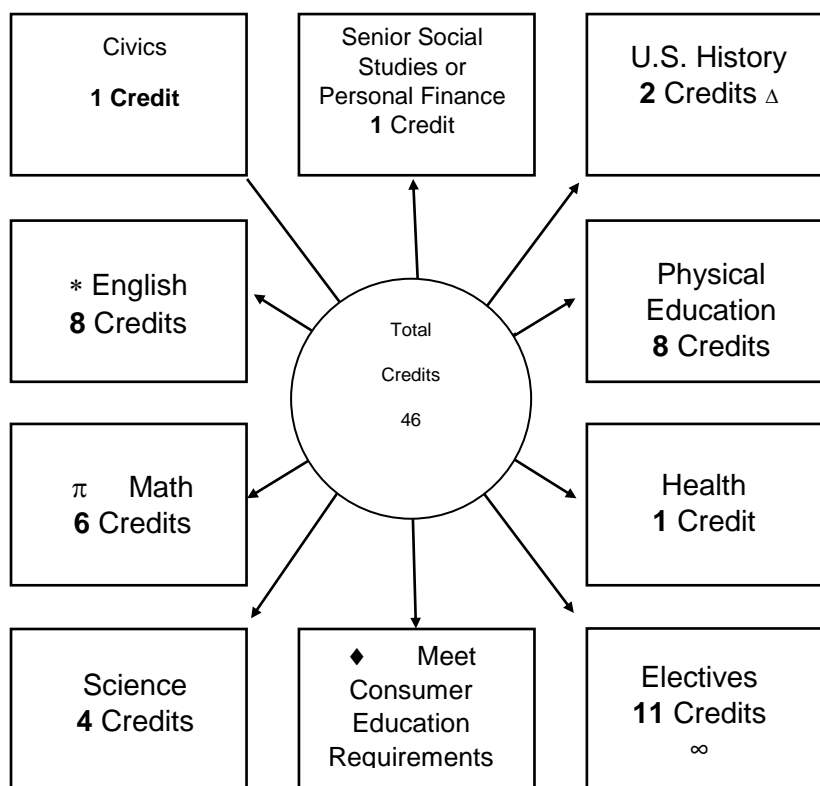 Civics
1 Credit
Senior Social
Studies or
Personal Finance
1 Credit
U.S. History
2 Credits Δ
∗ English
8 Credits
Total
Credits
46
Physical
Education
8 Credits
π Math
6 Credits
Health
1 Credit
Science
4 Credits
♦ Meet
Consumer
Education
Requirements
Electives
11 Credits
∞